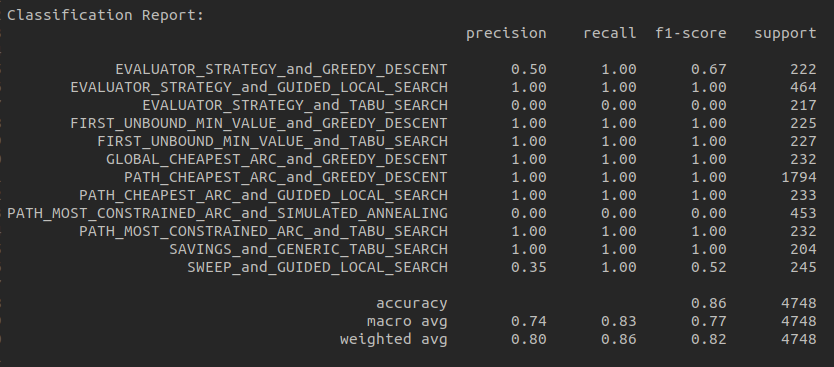 Classification Report:
precision recall f1-score support
EVALUATOR_STRATEGY_and_GREEDY_DESCENT 0.50 1.00 0.67 222
EVALUATOR_STRATEGY_and_GUIDED_LOCAL_SEARCH 1.00 1.00 1.00 464
EVALUATOR_STRATEGY_and_TABU_SEARCH 0.00 0.00 0.00 217
FIRST_UNBOUND_MIN_VALUE_and_GREEDY_DESCENT 1.00 1.00 1.00 225
FIRST_UNBOUND_MIN_VALUE_and_TABU_SEARCH 1.00 1.00 1.00 227
GLOBAL_CHEAPEST_ARC_and_GREEDY_DESCENT 1.00 1.00 1.00 232
PATH_CHEAPEST_ARC_and_GREEDY_DESCENT 1.00 1.00 1.00 1794
PATH_CHEAPEST_ARC_and_GUIDED_LOCAL_SEARCH 1.00 1.00 1.00 233
PATH_MOST_CONSTRAINED_ARC_and_SIMULATED_ANNEALING 0.00 0.00 0.00 453
PATH_MOST_CONSTRAINED_ARC_and_TABU_SEARCH 1.00 1.00 1.00 232
SAVINGS_and_GENERIC_TABU_SEARCH 1.00 1.00 1.00 204
SWEEP_and_GUIDED_LOCAL_SEARCH 0.35 1.00 0.52 245
accuracy 0.86 4748
macro avg 0.74 0.83 0.77 4748
weighted avg 0.80 0.86 0.82 4748